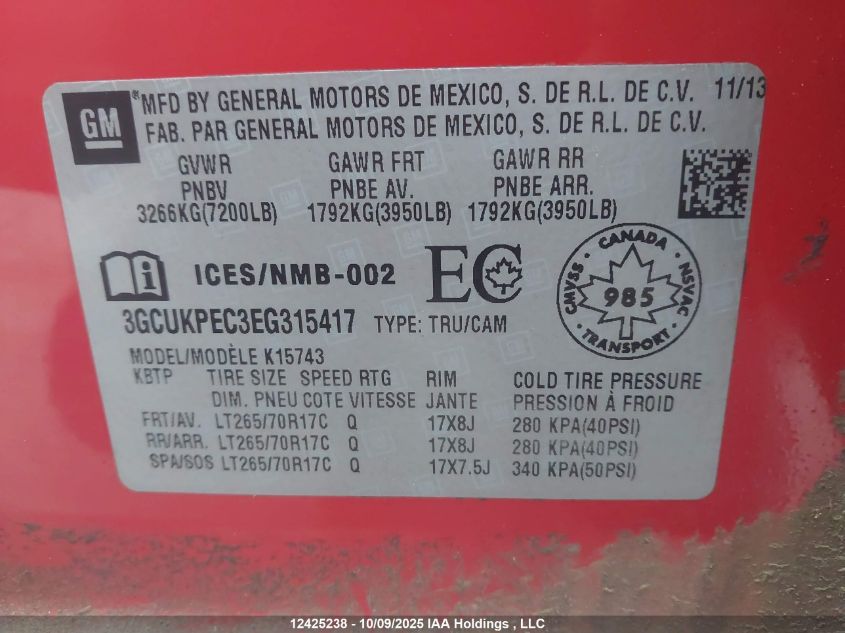 GM
®MFD BY GENERAL MOTORS DE MEXICO, S. DE R.L. DE C.V. 11/13
FAB. PAR GENERAL MOTORS DE MEXICO, S. DE R.L. DE C.V.
GVWR GAWR FRT GAWR RR
PNBV PNBE AV. PNBE ARR.
3266KG(7200LB) 1792KG(3950LB) 1792KG(3950LB)
i ICES/NMB-002 EC
CANADA
CMVSS 985 NSVAC
TRANSPORT
3GCUKPEC3EG315417 TYPE: TRU/CAM
MODEL/MODÈLE K15743
KBTP TIRE SIZE SPEED RTG RIM COLD TIRE PRESSURE
DIM. PNEU COTE VITESSE JANTE PRESSION À FROID
FRT/AV. LT265/70R17C Q 17X8J 280 KPA(40PSI)
RR/ARR. LT265/70R17C Q 17X8J 280 KPA(40PSI)
SPA/SOS LT265/70R17C Q 17X7.5J 340 KPA(50PSI)
12425238 - 10/09/2025 IAA Holdings , LLC